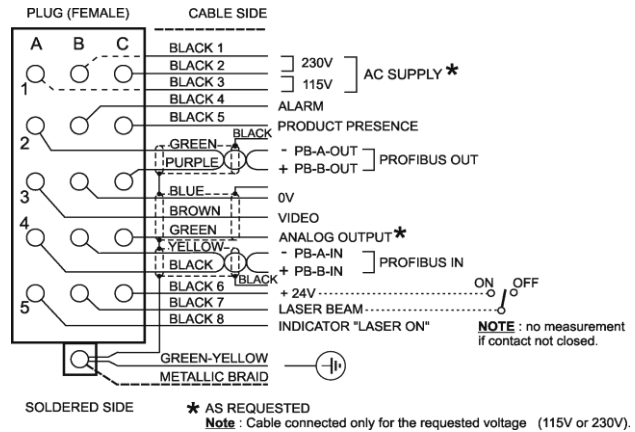 PLUG (FEMALE) CABLE SIDE
A B C
BLACK 1
BLACK 2
230V
1
BLACK 3
115V
AC SUPPLY *
BLACK 4
ALARM
BLACK 5
PRODUCT PRESENCE
2
GREEN
BLACK
- PB-A-OUT
PURPLE
+ PB-B-OUT
PROFIBUS OUT
3
BLUE
0V
BROWN
VIDEO
4
GREEN
ANALOG OUTPUT *
YELLOW
- PB-A-IN
BLACK
+ PB-B-IN
PROFIBUS IN
BLACK
BLACK 6
+ 24V
ON OFF
5
BLACK 7
LASER BEAM
BLACK 8
INDICATOR "LASER ON"
NOTE : no measurement
if contact not closed.
GREEN-YELLOW
METALLIC BRAID
SOLDERED SIDE
* AS REQUESTED
Note : Cable connected only for the requested voltage (115V or 230V).